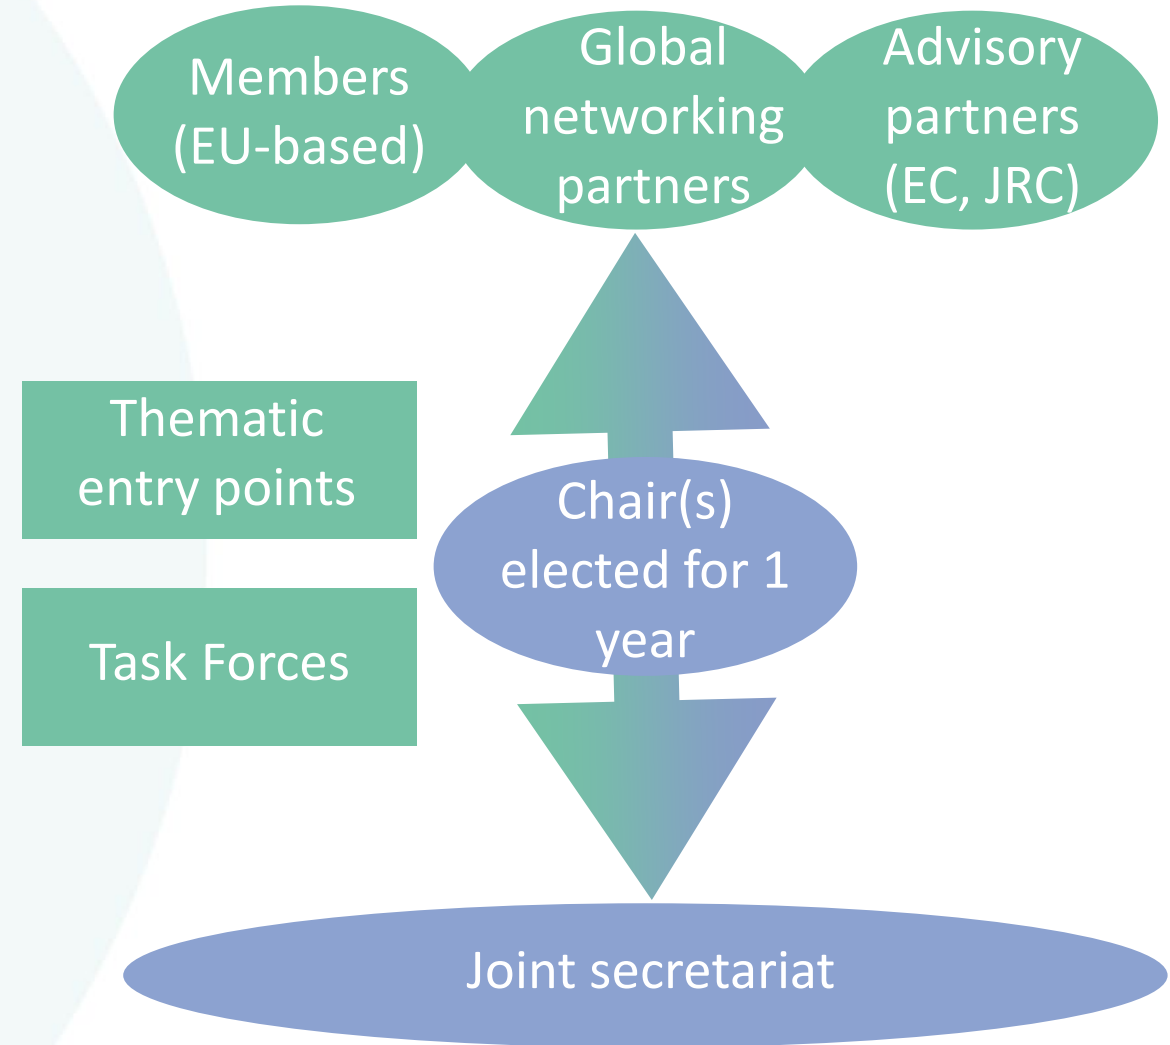 Members
(EU-based)
Global
networking
partners
Advisory
partners
(EC, JRC)
Thematic
entry points
Chair(s)
elected for 1
year
Task Forces
Joint secretariat